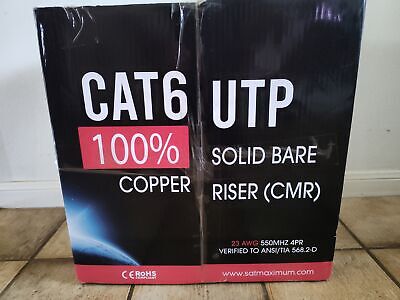 CAT6 UTP
100% SOLID BARE
COPPER RISER (CMR)
23 AWG 550MHZ 4PR
VERIFIED TO ANSI/TIA 568.2-D
CE RoHS
www.satmaximum.com